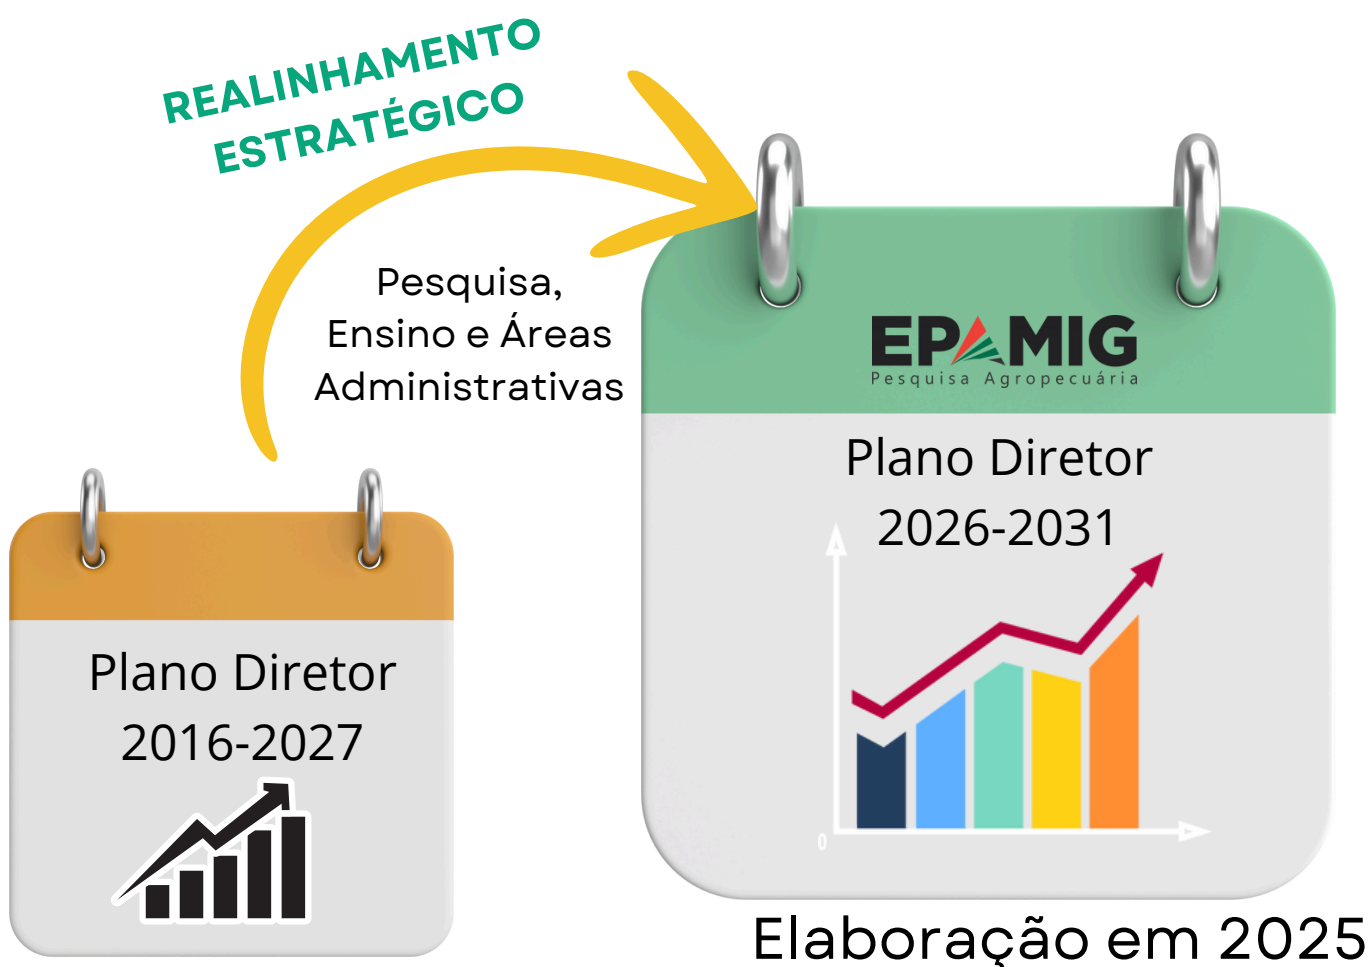 REALINHAMENTO
ESTRATÉGICO
Pesquisa,
Ensino e Áreas
Administrativas
EPAMIG
Pesquisa Agropecuária
Plano Diretor
2026-2031
0
Plano Diretor
2016-2027
Elaboração em 2025